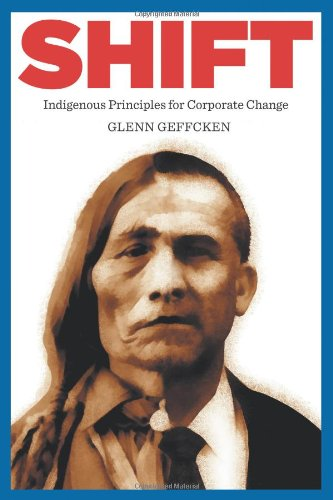 SHIFT
Indigenous Principles for Corporate Change
GLENN GEFFCKEN